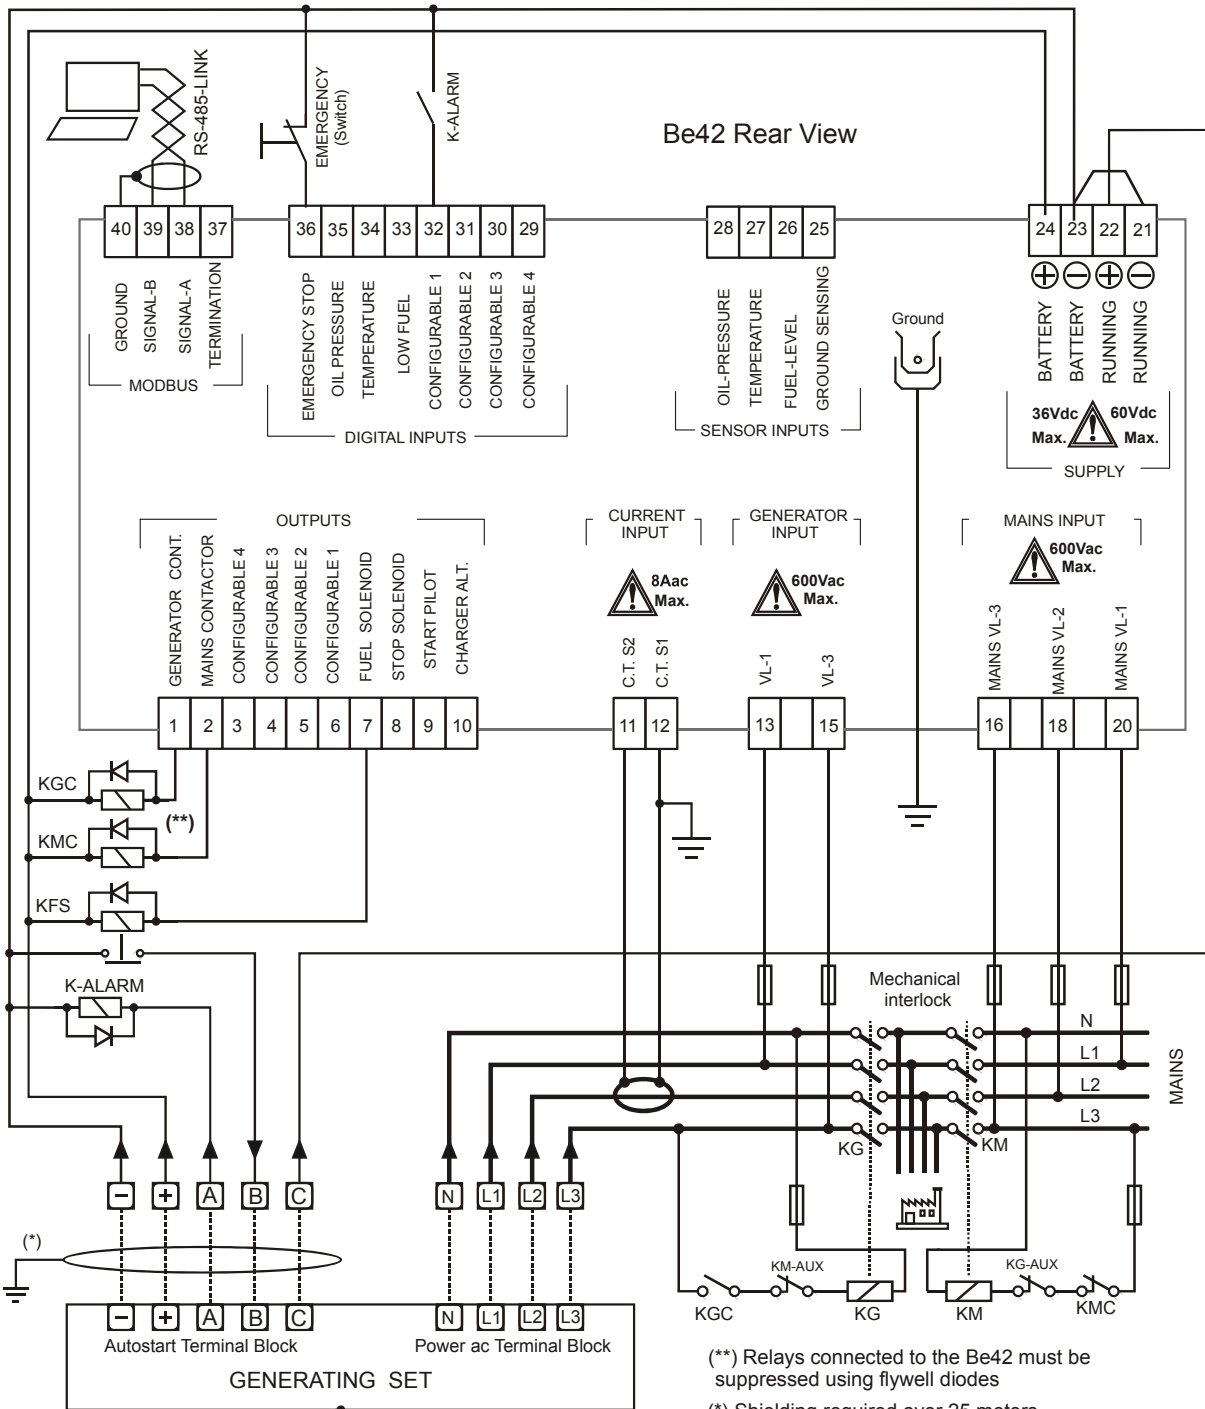 RS-485-LINK
EMERGENCY
(Switch)
K-ALARM
Be42 Rear View
40 39 38 37
36 35 34 33 32 31 30 29
28 27 26 25
24 23 22 21
GROUND
SIGNAL-B
SIGNAL-A
TERMINATION
MODBUS
EMERGENCY STOP
OIL PRESSURE
TEMPERATURE
LOW FUEL
CONFIGURABLE 1
CONFIGURABLE 2
CONFIGURABLE 3
CONFIGURABLE 4
DIGITAL INPUTS
OIL-PRESSURE
TEMPERATURE
FUEL-LEVEL
GROUND SENSING
SENSOR INPUTS
Ground
+ − + −
BATTERY
BATTERY
RUNNING
RUNNING
36Vdc
Max.
!
60Vdc
Max.
SUPPLY
OUTPUTS
GENERATOR CONT.
MAINS CONTACTOR
CONFIGURABLE 4
CONFIGURABLE 3
CONFIGURABLE 2
CONFIGURABLE 1
FUEL SOLENOID
STOP SOLENOID
START PILOT
CHARGER ALT.
CURRENT
INPUT
!
8Aac
Max.
C.T. S2
C.T. S1
GENERATOR
INPUT
!
600Vac
Max.
VL-1
VL-3
MAINS INPUT
!
600Vac
Max.
MAINS VL-3
MAINS VL-2
MAINS VL-1
1 2 3 4 5 6 7 8 9 10
11 12
13 15
16 18 20
KGC
(**)
KMC
KFS
K-ALARM
Mechanical
interlock
N
L1
L2
L3
MAINS
KG
KM
− + A B C
N L1 L2 L3
(*)
KM-AUX
KG-AUX
KGC
KG
KM
KMC
− + A B C
N L1 L2 L3
Autostart Terminal Block
Power ac Terminal Block
GENERATING SET
(**) Relays connected to the Be42 must be
suppressed using flywell diodes
(*) Shielding required over 25 meters